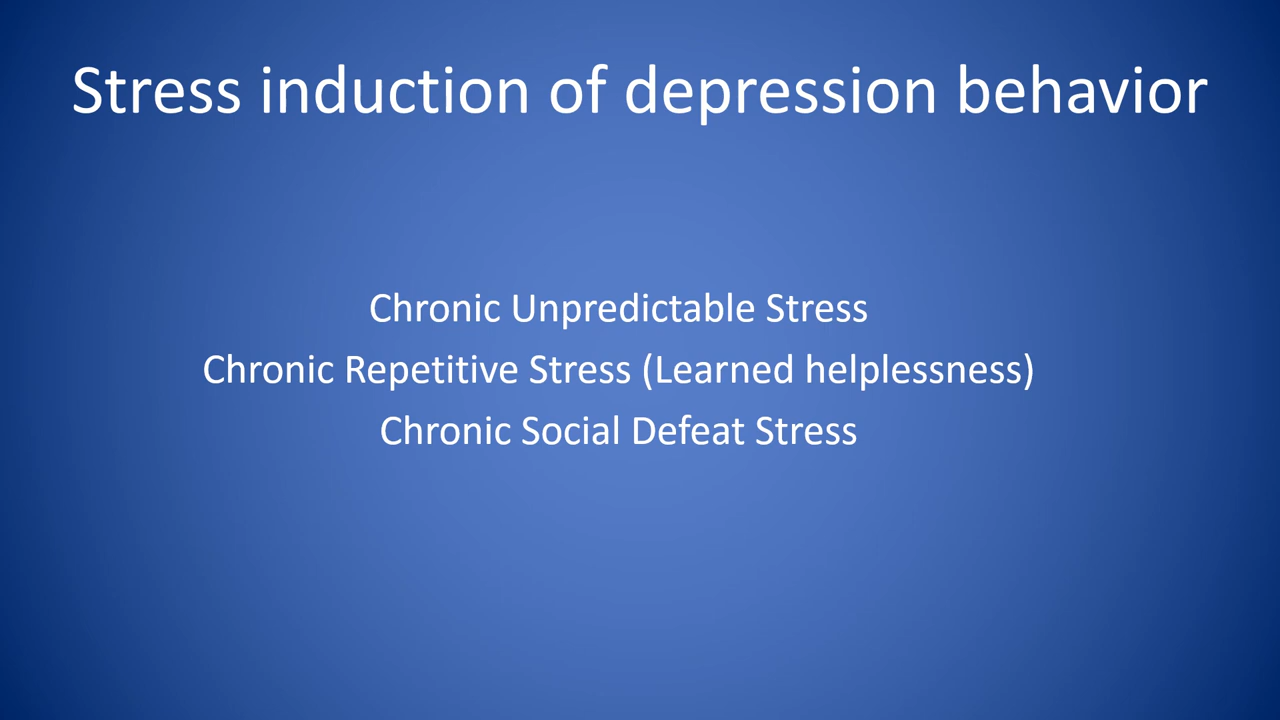 Stress induction of depression behavior
Chronic Unpredictable Stress
Chronic Repetitive Stress (Learned helplessness)
Chronic Social Defeat Stress